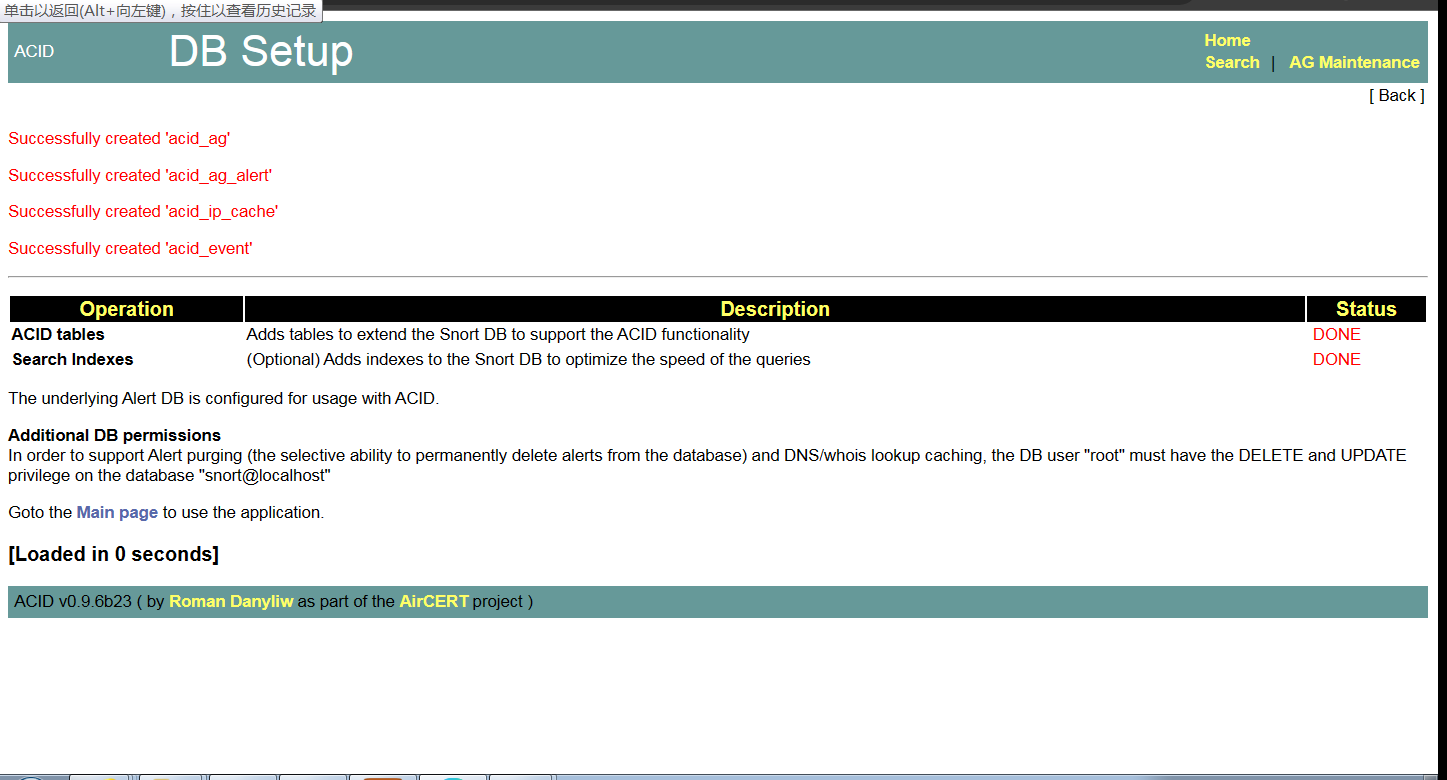 单击以返回(Alt+向左键)，按住以查看历史记录
ACID DB Setup Home
Search | AG Maintenance
[ Back ]
Successfully created 'acid_ag'
Successfully created 'acid_ag_alert'
Successfully created 'acid_ip_cache'
Successfully created 'acid_event'
Operation Description Status
ACID tables Adds tables to extend the Snort DB to support the ACID functionality DONE
Search Indexes (Optional) Adds indexes to the Snort DB to optimize the speed of the queries DONE
The underlying Alert DB is configured for usage with ACID.
Additional DB permissions
In order to support Alert purging (the selective ability to permanently delete alerts from the database) and DNS/whois lookup caching, the DB user "root" must have the DELETE and UPDATE
privilege on the database "snort@localhost"
Goto the Main page to use the application.
[Loaded in 0 seconds]
ACID v0.9.6b23 ( by Roman Danyliw as part of the AirCERT project )